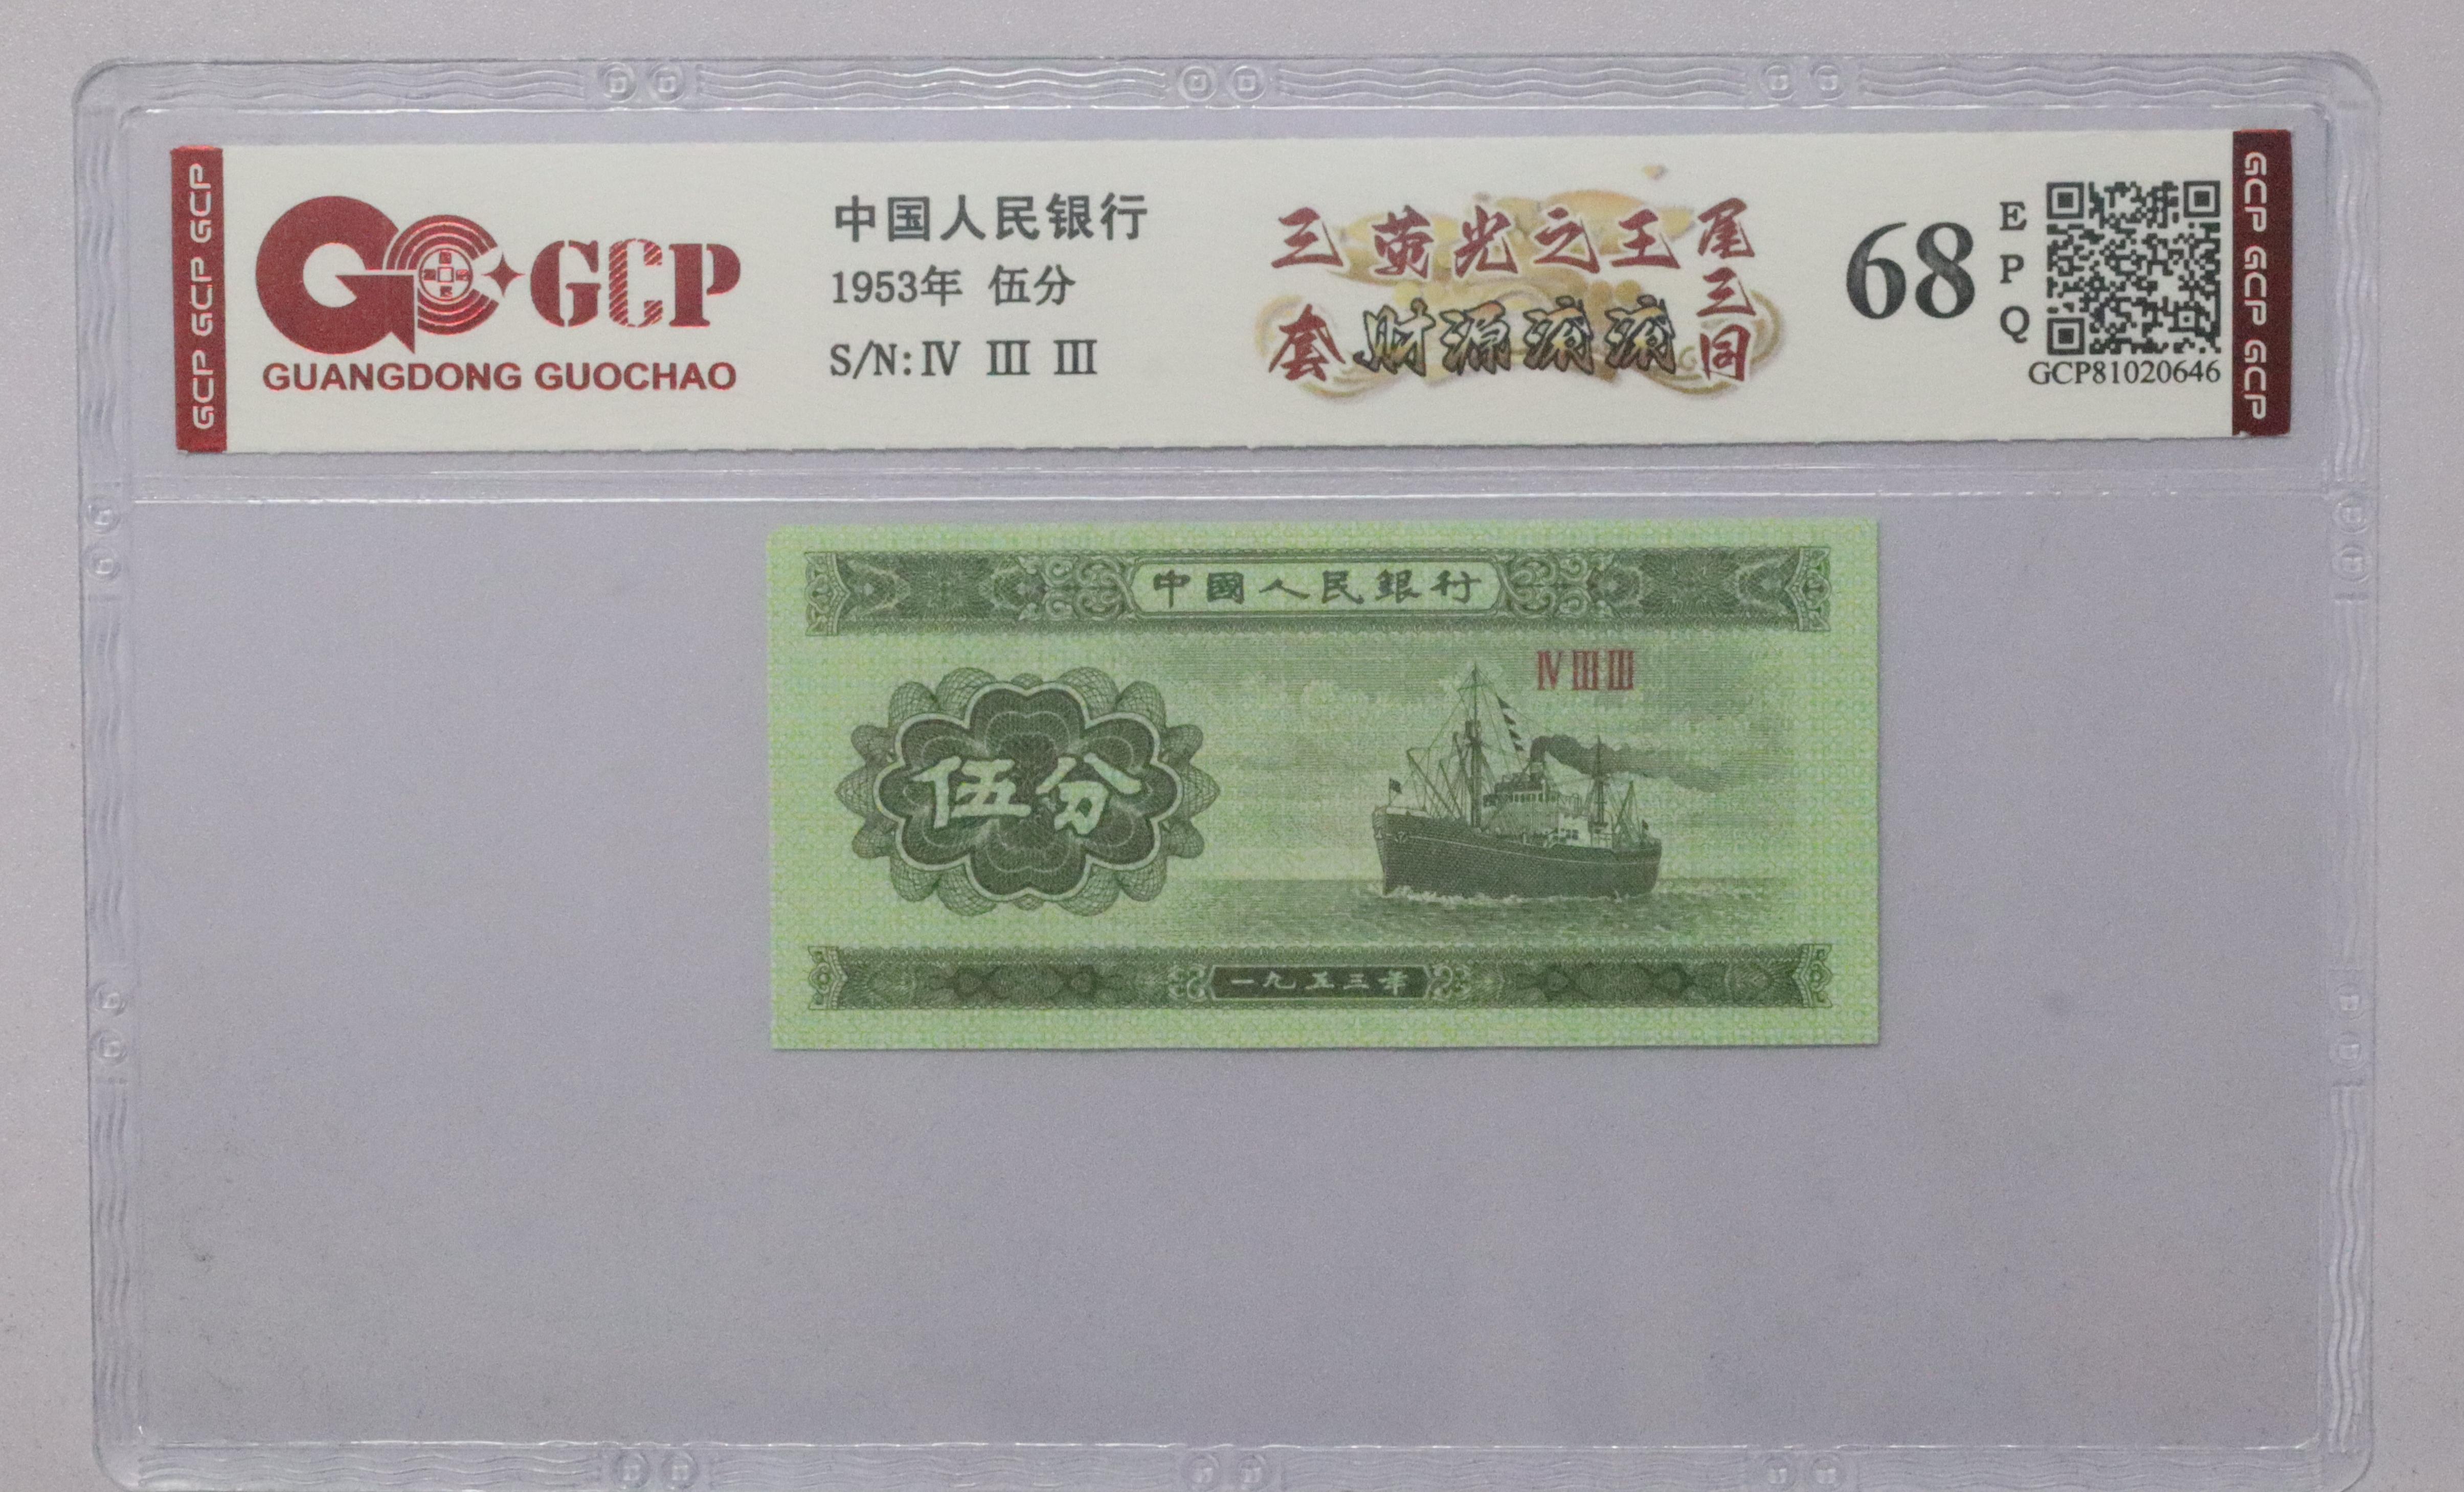 GCP GCP GCP
GCP
GUANGDONG GUOCHAO
中国人民银行
1953年 伍分
S/N: Ⅳ Ⅲ Ⅲ
三套
荧光之王
财源滚滚
尾三同
68
EPQ
GCP81020646
GCP GCP GCP
中國人民銀行
Ⅳ Ⅲ Ⅲ
伍分
一九五三年